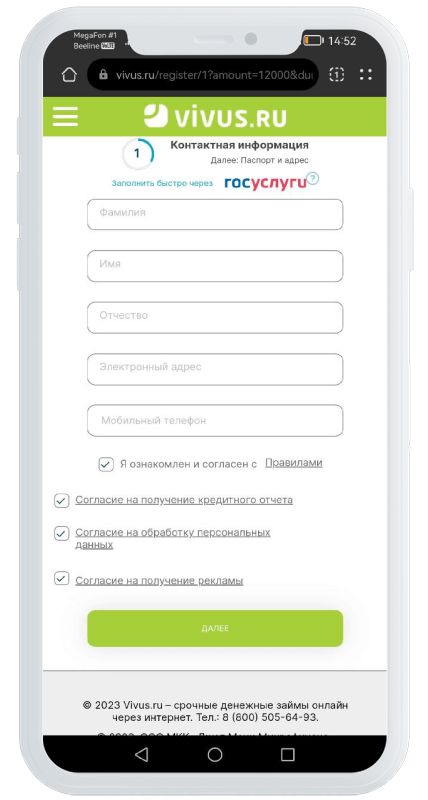 MegaFon #1
Beeline
14:52
vivus.ru/register/1?amount=12000&du
1
vivus.ru
1
Контактная информация
Далее: Паспорт и адрес
Заполнить быстро через госуслуги ?
Фамилия
Имя
Отчество
Электронный адрес
Мобильный телефон
Я ознакомлен и согласен с Правилами
Согласие на получение кредитного отчета
Согласие на обработку персональных
данных
Согласие на получение рекламы
ДАЛЕЕ
© 2023 Vivus.ru – срочные денежные займы онлайн
через интернет. Тел.: 8 (800) 505-64-93.